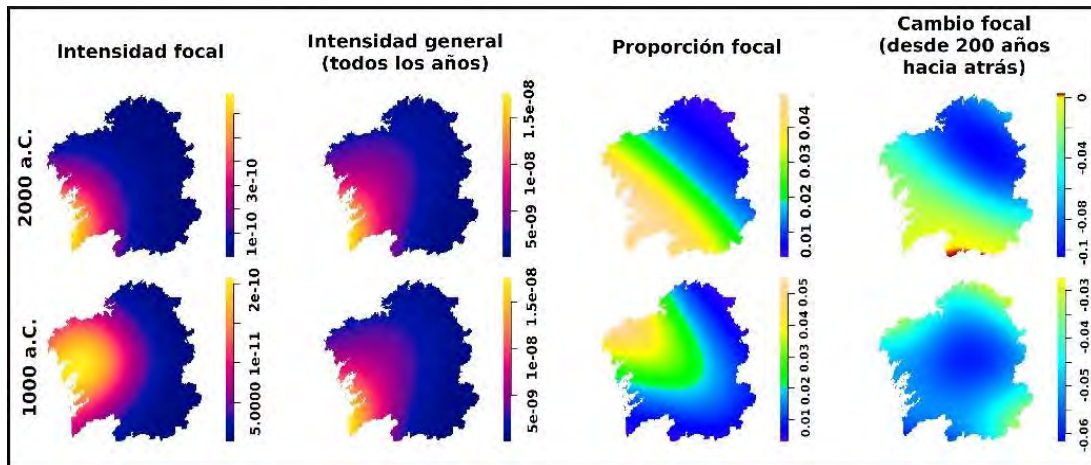 Intensidad focal
Intensidad general
(todos los años)
Proporción focal
Cambio focal
(desde 200 años
hacia atrás)
2000 a.C.
1e-10 3e-10
5e-09 1e-08 1.5e-08
0.01 0.02 0.03 0.04
-0.1 -0.08 -0.04 0
1000 a.C.
5.0000 1e-11 2e-10
5e-09 1e-08 1.5e-08
0.01 0.02 0.03 0.04 0.05
-0.06 -0.05 -0.04 -0.03